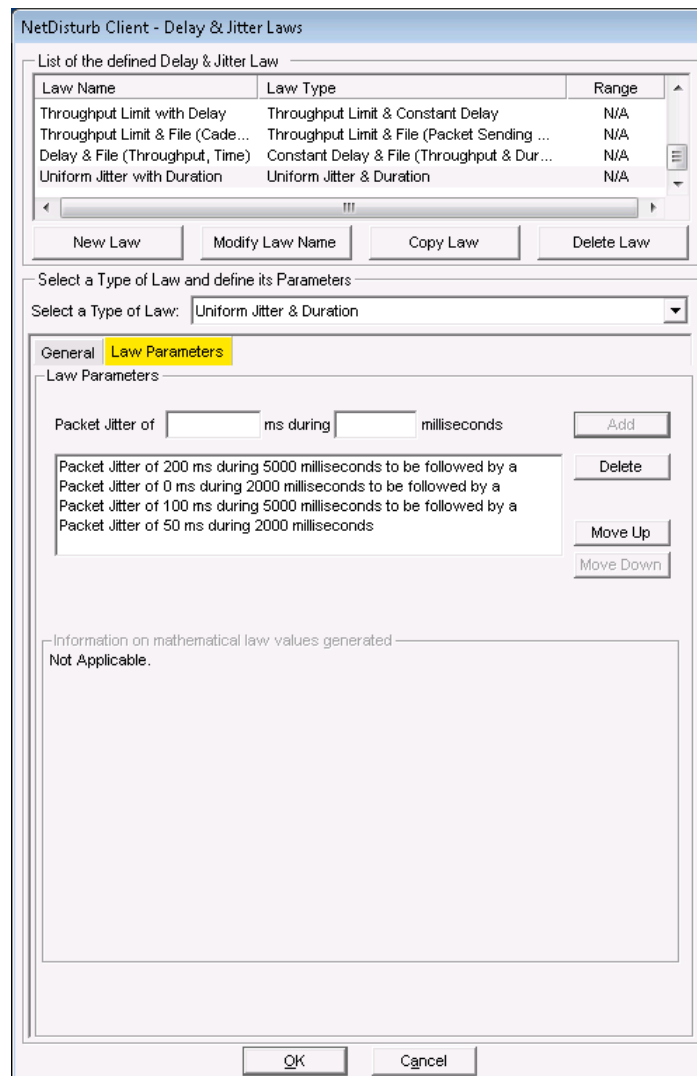 NetDisturb Client - Delay & Jitter Laws
List of the defined Delay & Jitter Law
Law Name Law Type Range
Throughput Limit with Delay Throughput Limit & Constant Delay N/A
Throughput Limit & File (Cade... Throughput Limit & File (Packet Sending ... N/A
Delay & File (Throughput, Time) Constant Delay & File (Throughput & Dur... N/A
Uniform Jitter with Duration Uniform Jitter & Duration N/A
New Law Modify Law Name Copy Law Delete Law
Select a Type of Law and define its Parameters
Select a Type of Law: Uniform Jitter & Duration
General Law Parameters
Law Parameters
Packet Jitter of ms during milliseconds Add
Packet Jitter of 200 ms during 5000 milliseconds to be followed by a
Packet Jitter of 0 ms during 2000 milliseconds to be followed by a
Packet Jitter of 100 ms during 5000 milliseconds to be followed by a
Packet Jitter of 50 ms during 2000 milliseconds
Delete
Move Up
Move Down
Information on mathematical law values generated
Not Applicable.
OK Cancel